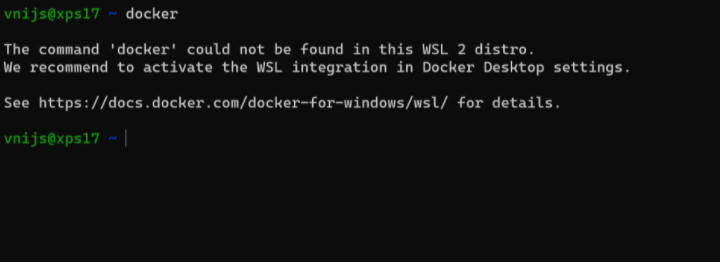 vnijs@xps17 ~ docker
The command 'docker' could not be found in this WSL 2 distro.
We recommend to activate the WSL integration in Docker Desktop settings.
See https://docs.docker.com/docker-for-windows/wsl/ for details.
vnijs@xps17 ~